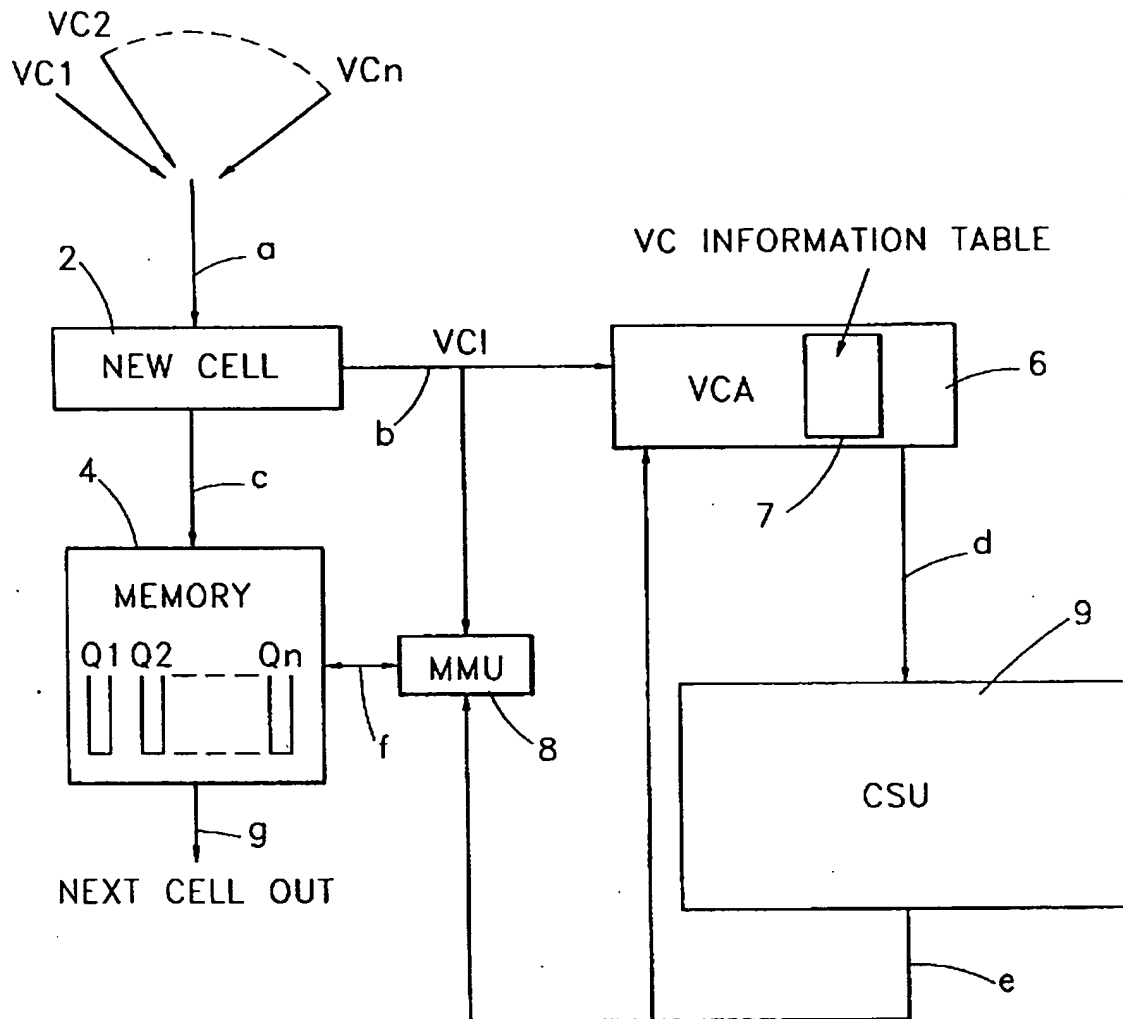 VC2
VC1
VCn
a
VC INFORMATION TABLE
2
NEW CELL
VCI
b
VCA
6
7
c
4
d
MEMORY
Q1 Q2 Qn
MMU
f
8
9
CSU
g
NEXT CELL OUT
e